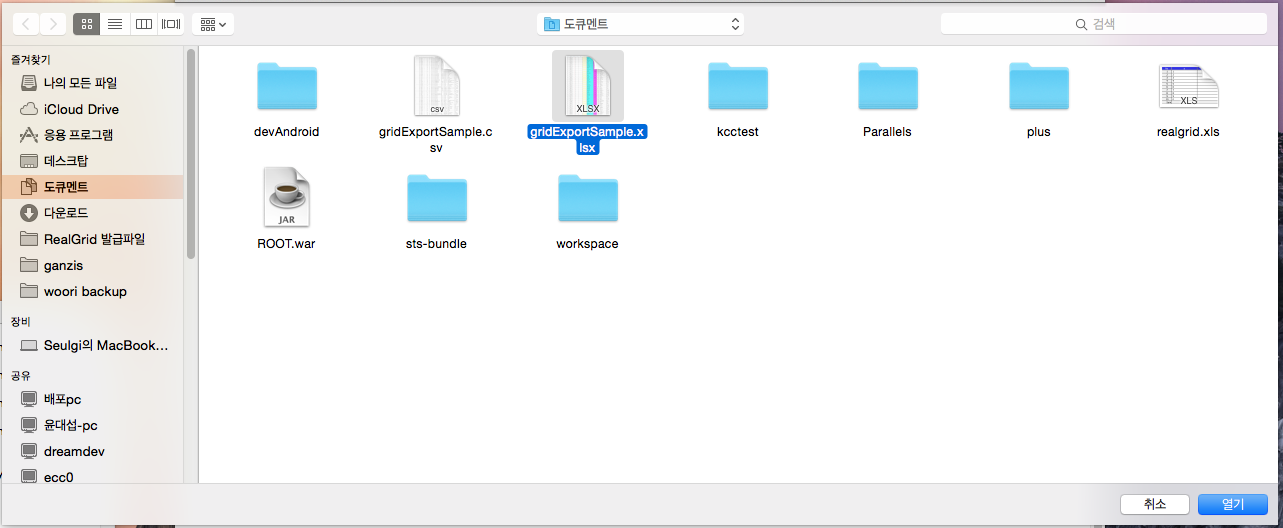 도큐멘트
검색
즐겨찾기
나의 모든 파일
iCloud Drive
응용 프로그램
데스크탑
도큐멘트
다운로드
RealGrid 발급파일
ganzis
woori backup
장비
Seulgi의 MacBook...
공유
배포pc
윤대섭-pc
dreamdev
ecc0
devAndroid
csv
gridExportSample.c
sv
XLSX
gridExportSample.x
lsx
kcctest
Parallels
plus
XLS
realgrid.xls
JAR
ROOT.war
sts-bundle
workspace
취소
열기